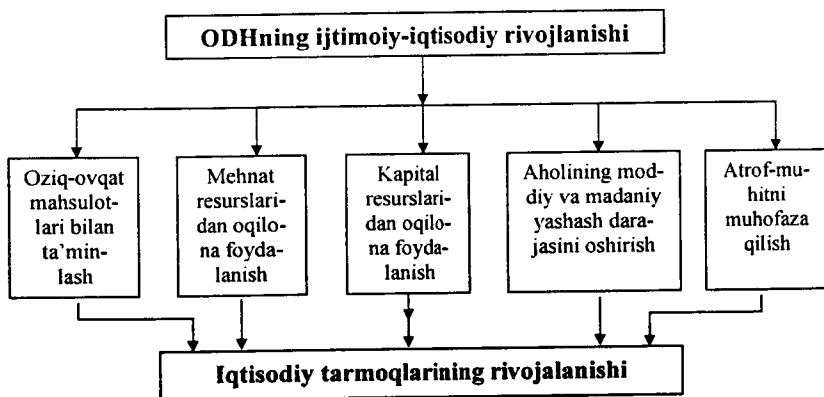 ODHning ijtimoiy-iqtisodiy rivojlanishi
Oziq-ovqat
mahsulot-
lari bilan
ta’min-
lash
Mehnat
resurslari-
dan oqilo-
na foyda-
lanish
Kapital
resurslari-
dan oqilo-
na foyda-
lanish
Aholining mod-
diy va madaniy
yashash dara-
jasini oshirish
Atrof-mu-
hitni
muhofaza
qilish
Iqtisodiy tarmoqlarining rivojalanishi